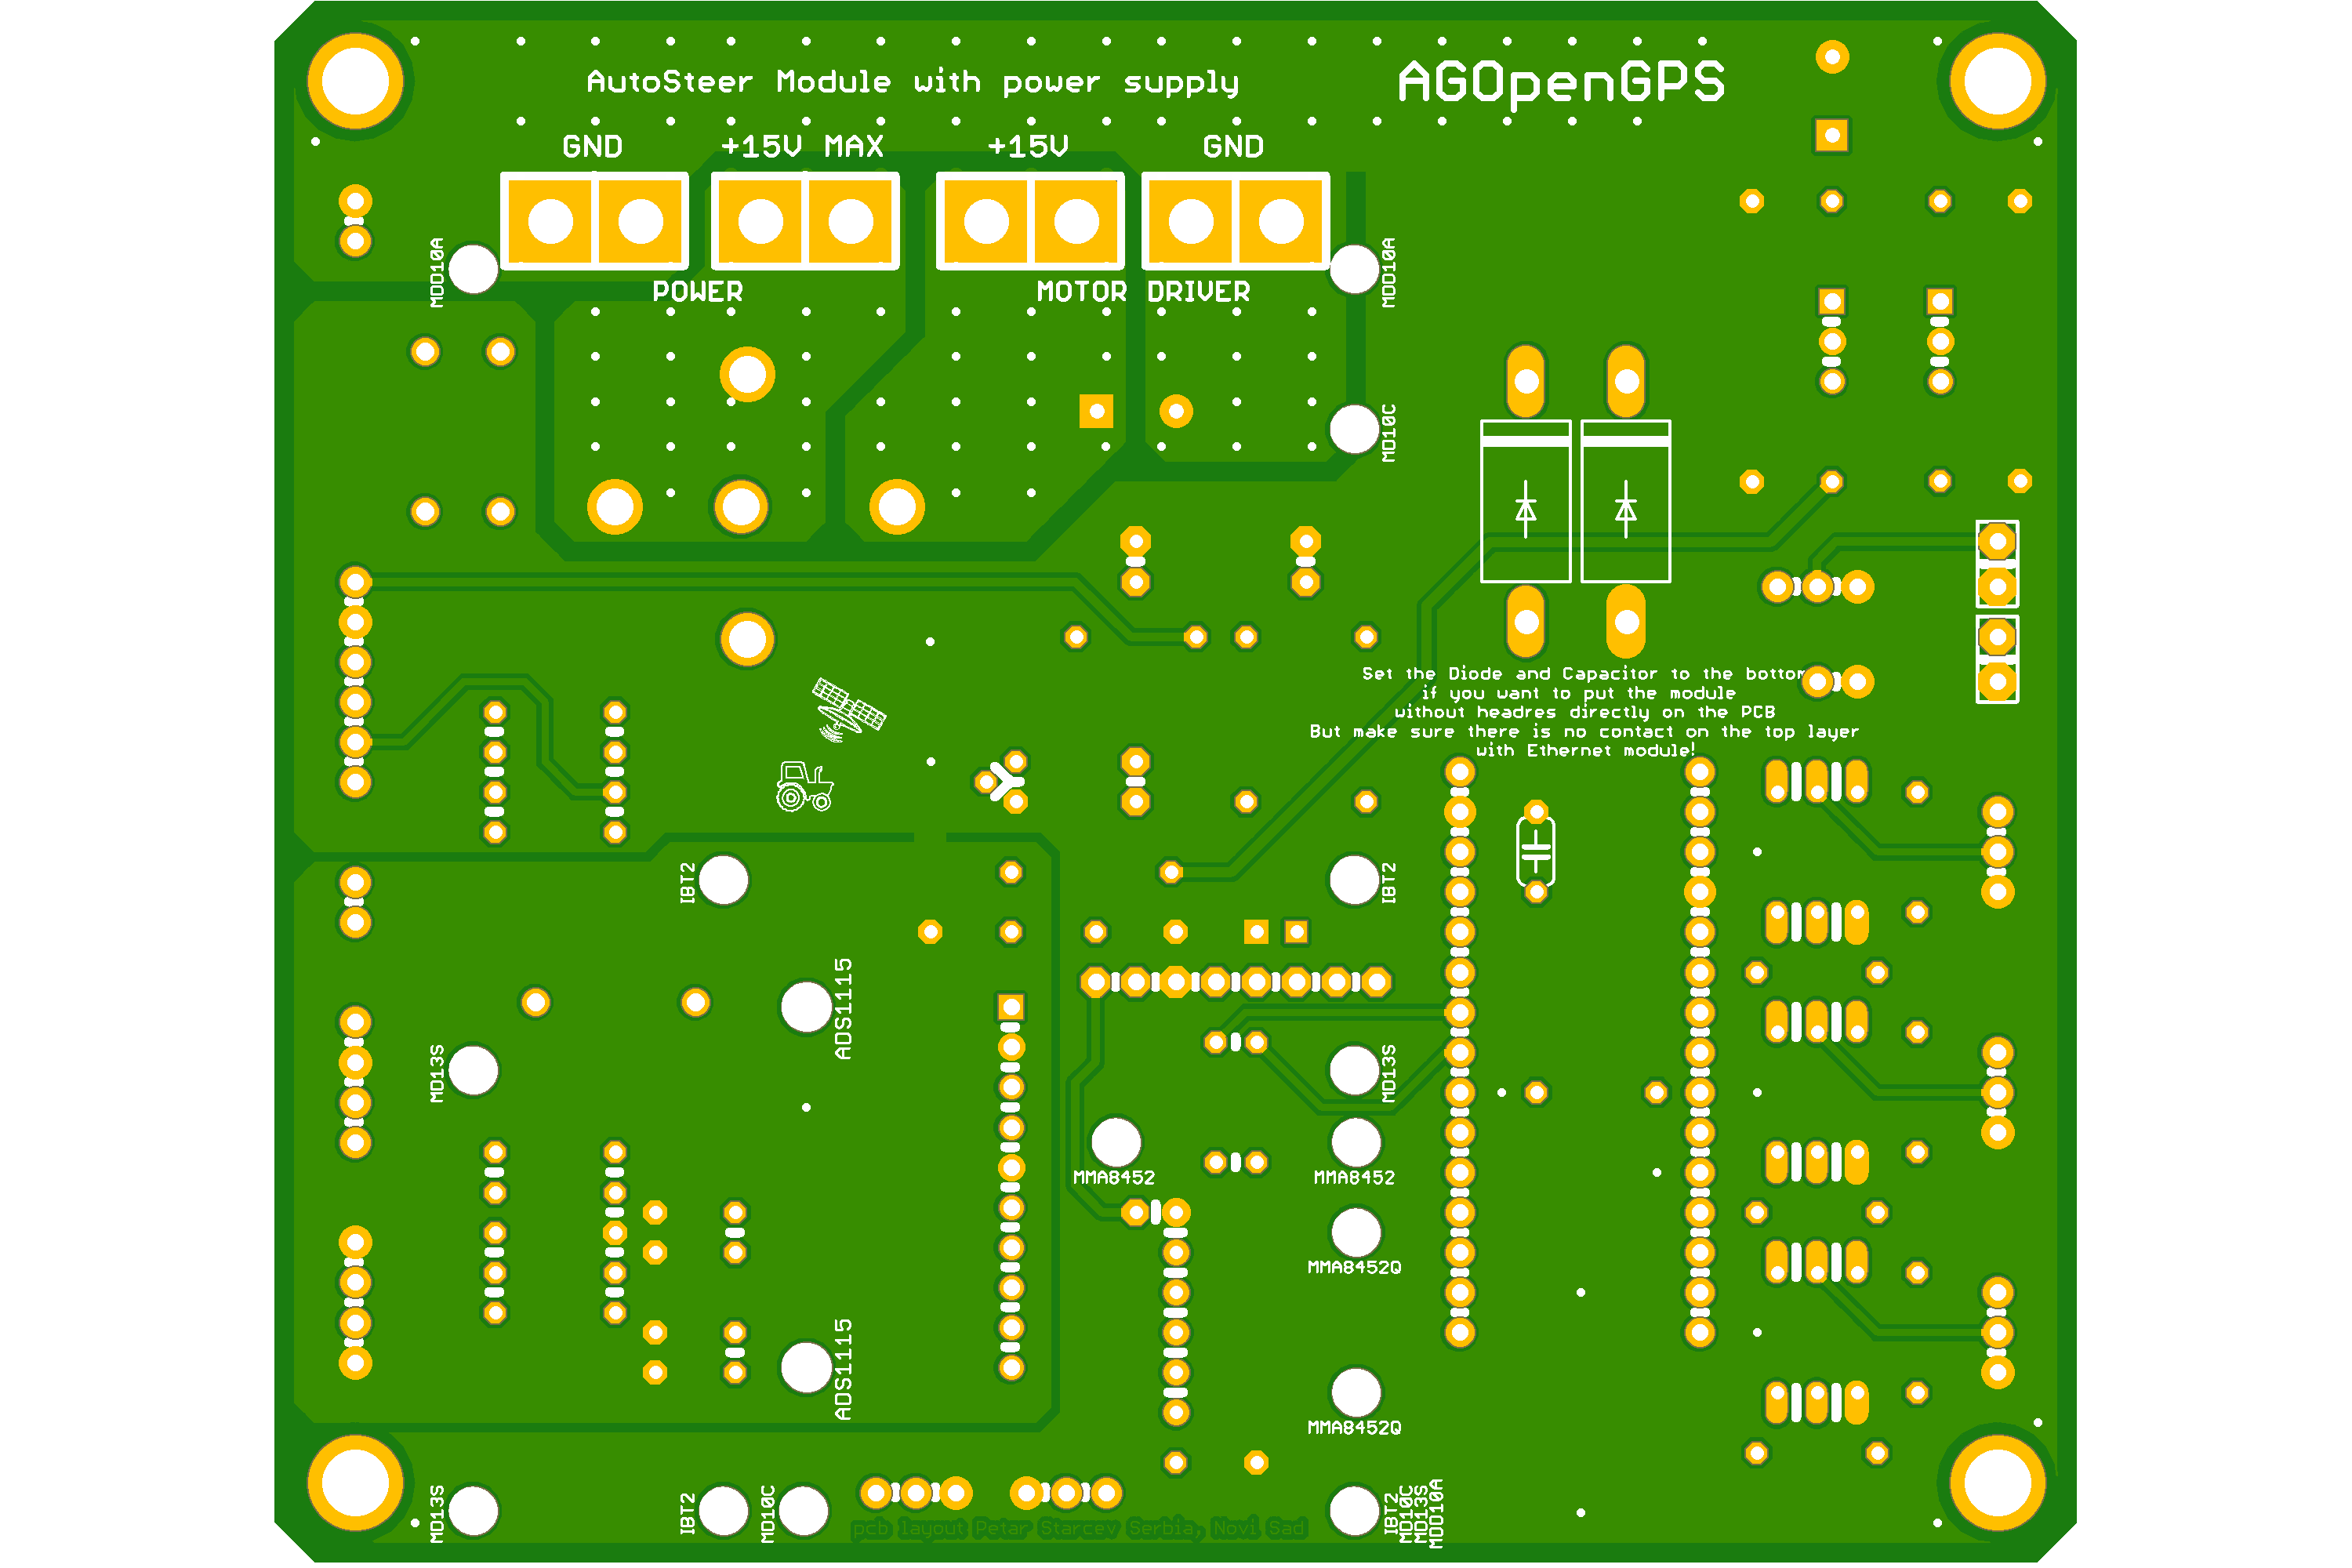 AutoSteer Module with power supply
AGOpenGPS
GND
+15V MAX
+15V
GND
MDD10A
MDD10A
POWER
MOTOR DRIVER
MD10C
Set the Diode and Capacitor to the bottom
if you want to put the module
without headres directly on the PCB
But make sure there is no contact on the top layer
with Ethernet module!
IBT2
IBT2
ADS1115
MD13S
MD13S
MMA8452
MMA8452
MMA8452Q
ADS1115
MMA8452Q
MD13S
IBT2
MD10C
IBT2
MD10C
MD13S
MDD10A
pcb layout Petar Starcev Serbia, Novi Sad